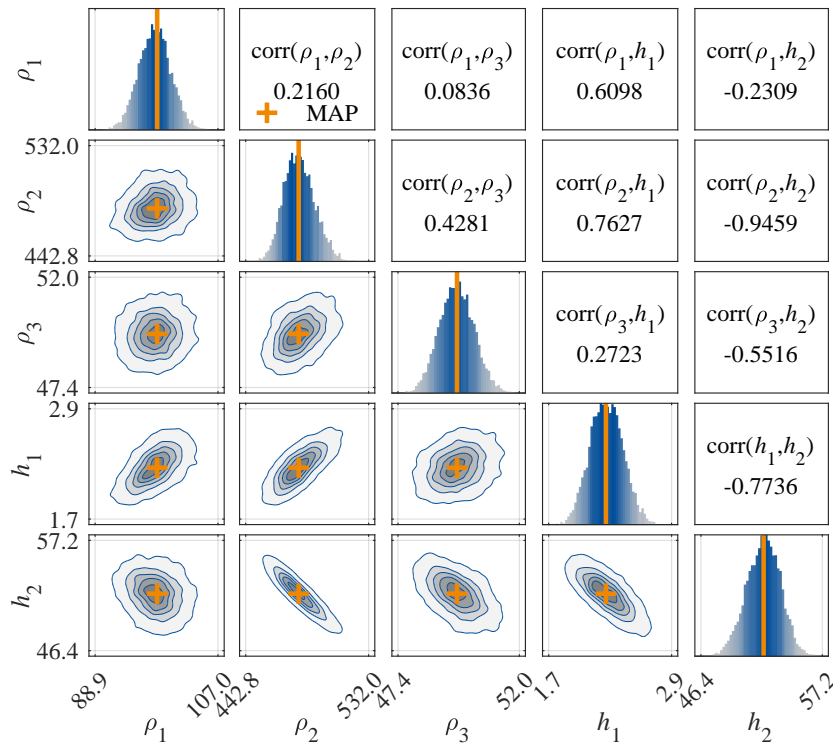 ρ1
corr(ρ1,ρ2)
0.2160
MAP
corr(ρ1,ρ3)
0.0836
corr(ρ1,h1)
0.6098
corr(ρ1,h2)
-0.2309
ρ2
532.0
442.8
corr(ρ2,ρ3)
0.4281
corr(ρ2,h1)
0.7627
corr(ρ2,h2)
-0.9459
ρ3
52.0
47.4
corr(ρ3,h1)
0.2723
corr(ρ3,h2)
-0.5516
h1
2.9
1.7
corr(h1,h2)
-0.7736
h2
57.2
46.4
88.9 107.0 442.8 532.0 47.4 52.0 1.7 2.9 46.4 57.2
ρ1 ρ2 ρ3 h1 h2